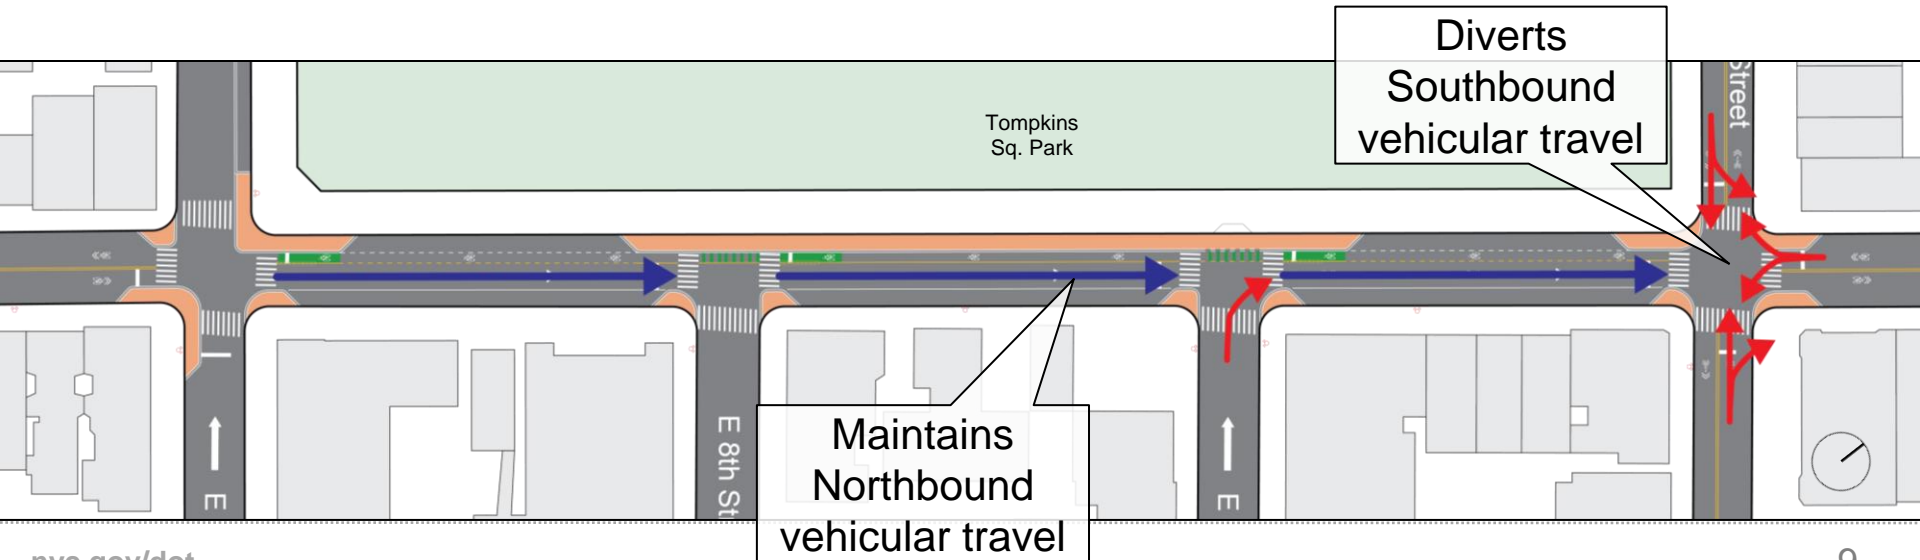 Diverts
Southbound
vehicular travel
Street
Tompkins
Sq. Park
Maintains
Northbound
vehicular travel
E
E 8th St
E